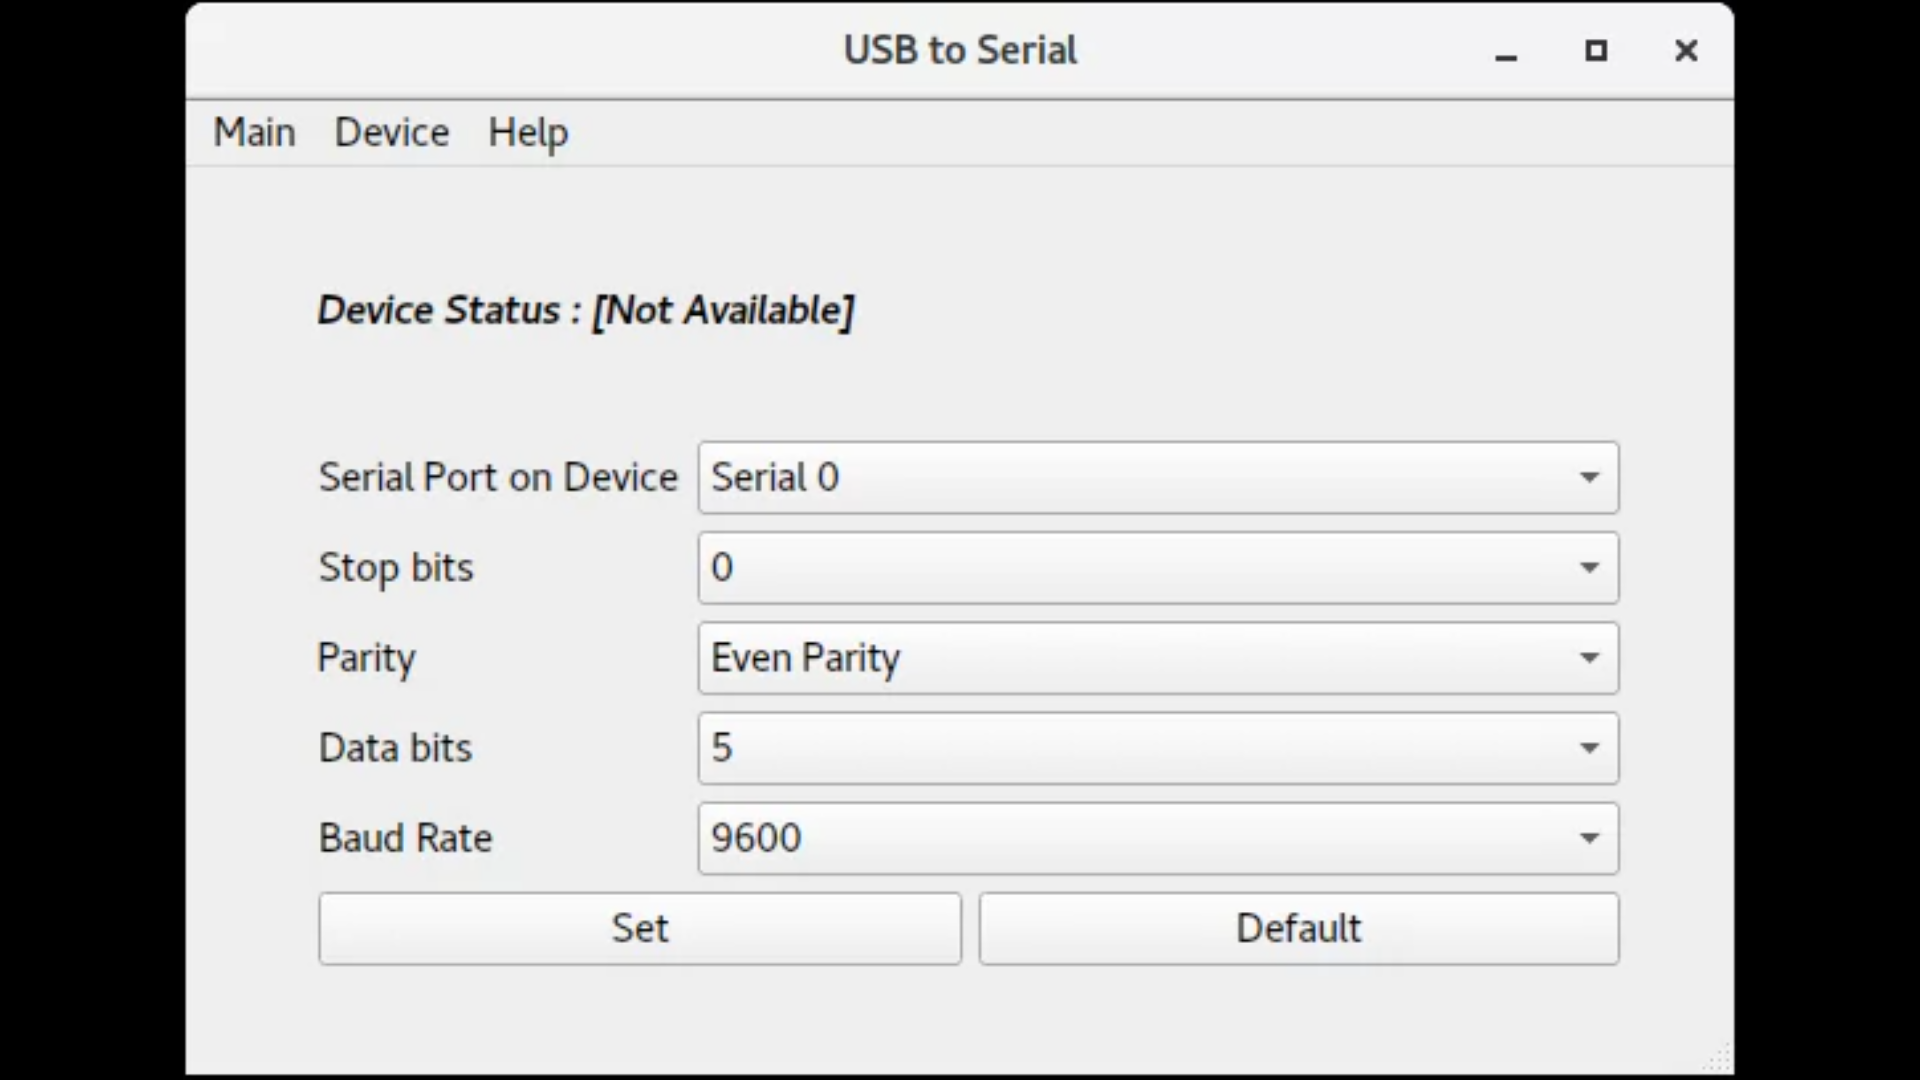 USB to Serial
Main Device Help
Device Status : [Not Available]
Serial Port on Device Serial 0
Stop bits 0
Parity Even Parity
Data bits 5
Baud Rate 9600
Set Default